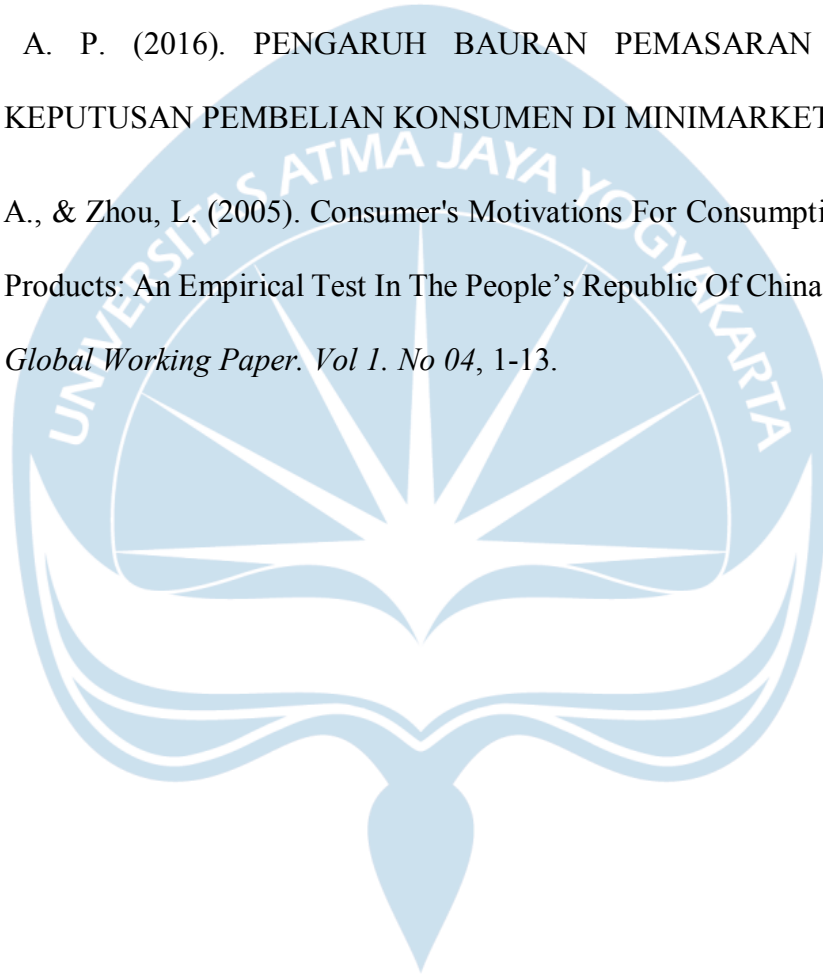 A. P. (2016). PENGARUH BAURAN PEMASARAN
KEPUTUSAN PEMBELIAN KONSUMEN DI MINIMARKET
A., & Zhou, L. (2005). Consumer's Motivations For Consumpti
Products: An Empirical Test In The People’s Republic Of China
Global Working Paper. Vol 1. No 04, 1-13.
UNIVERSITAS ATMA JAYA YOGYAKARTA